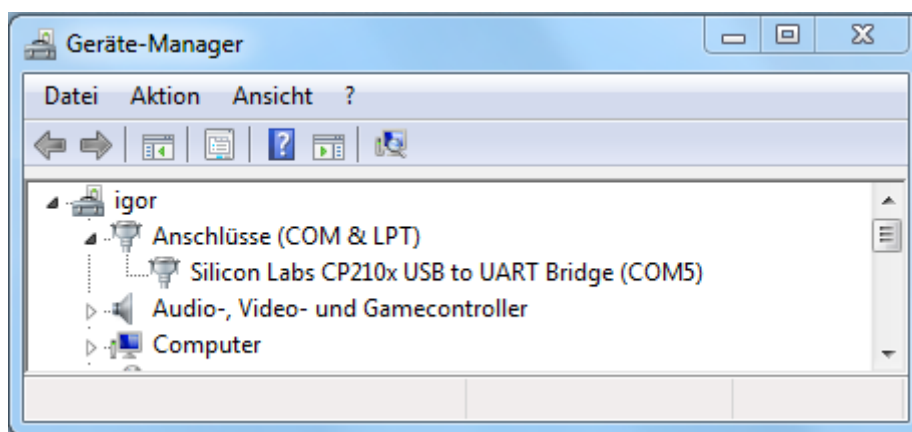 Geräte-Manager
Datei Aktion Ansicht ?
igor
Anschlüsse (COM & LPT)
Silicon Labs CP210x USB to UART Bridge (COM5)
Audio-, Video- und Gamecontroller
Computer